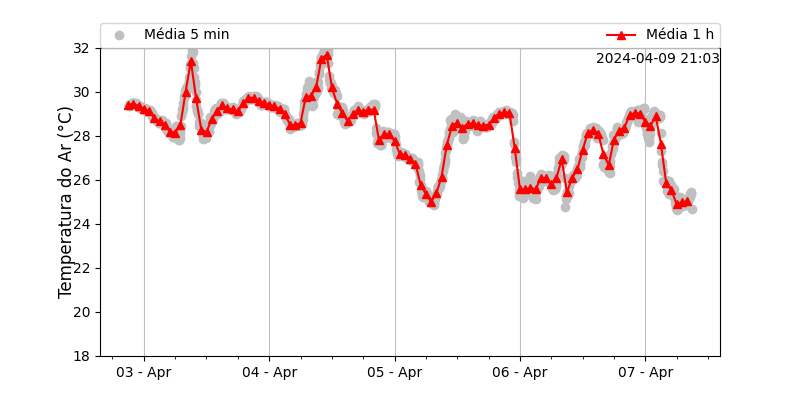 Média 5 min
Média 1 h
2024-04-09 21:03
Temperatura do Ar (°C)
32
30
28
26
24
22
20
18
03 - Apr
04 - Apr
05 - Apr
06 - Apr
07 - Apr